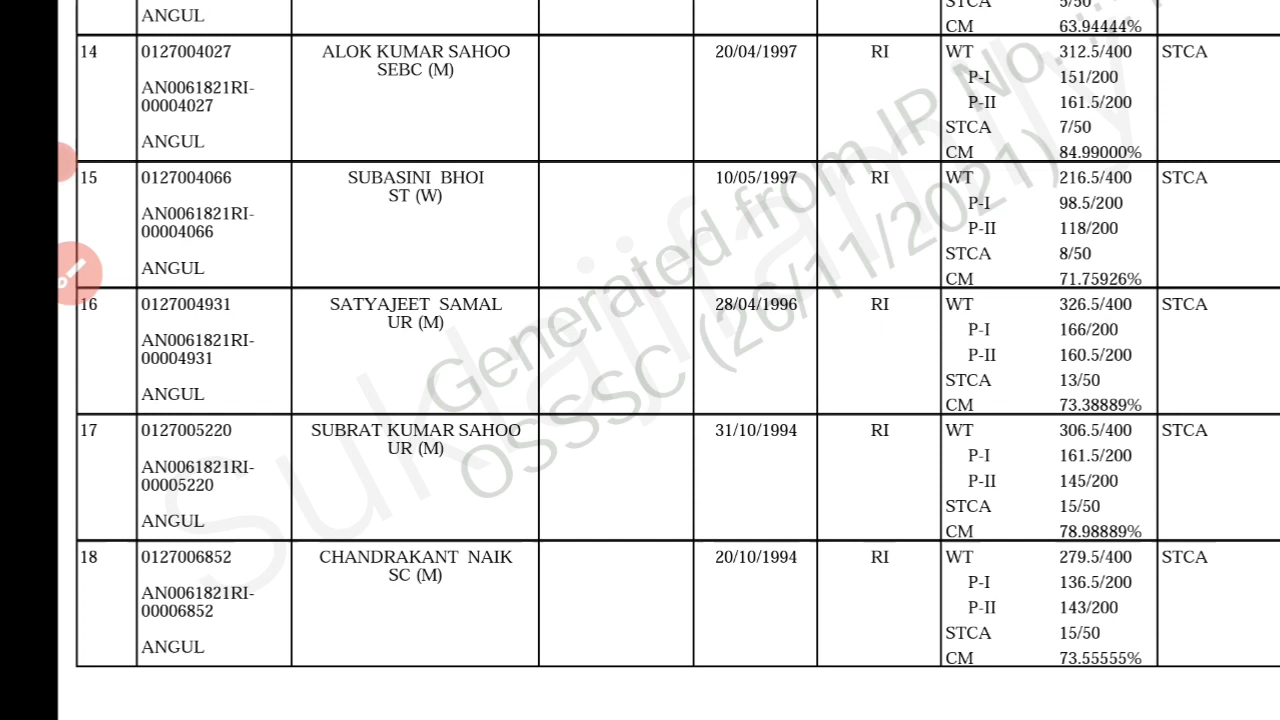 STCA 5/50
ANGUL
CM 63.94444%
14 0127004027 ALOK KUMAR SAHOO 20/04/1997 RI WT 312.5/400 STCA
SEBC (M)
P-I 151/200
AN0061821RI-
00004027
P-II 161.5/200
STCA 7/50
ANGUL
CM 84.99000%
15 0127004066 SUBASINI BHOI 10/05/1997 RI WT 216.5/400 STCA
ST (W)
P-I 98.5/200
AN0061821RI-
00004066
P-II 118/200
STCA 8/50
ANGUL
CM 71.75926%
16 0127004931 SATYAJEET SAMAL 28/04/1996 RI WT 326.5/400 STCA
UR (M)
P-I 166/200
AN0061821RI-
00004931
P-II 160.5/200
STCA 13/50
ANGUL
CM 73.38889%
17 0127005220 SUBRAT KUMAR SAHOO 31/10/1994 RI WT 306.5/400 STCA
UR (M)
P-I 161.5/200
AN0061821RI-
00005220
P-II 145/200
STCA 15/50
ANGUL
CM 78.98889%
18 0127006852 CHANDRAKANT NAIK 20/10/1994 RI WT 279.5/400 STCA
SC (M)
P-I 136.5/200
AN0061821RI-
00006852
P-II 143/200
STCA 15/50
ANGUL
CM 73.55555%
Generated from IP No.
OSSSC (26/11/2021)